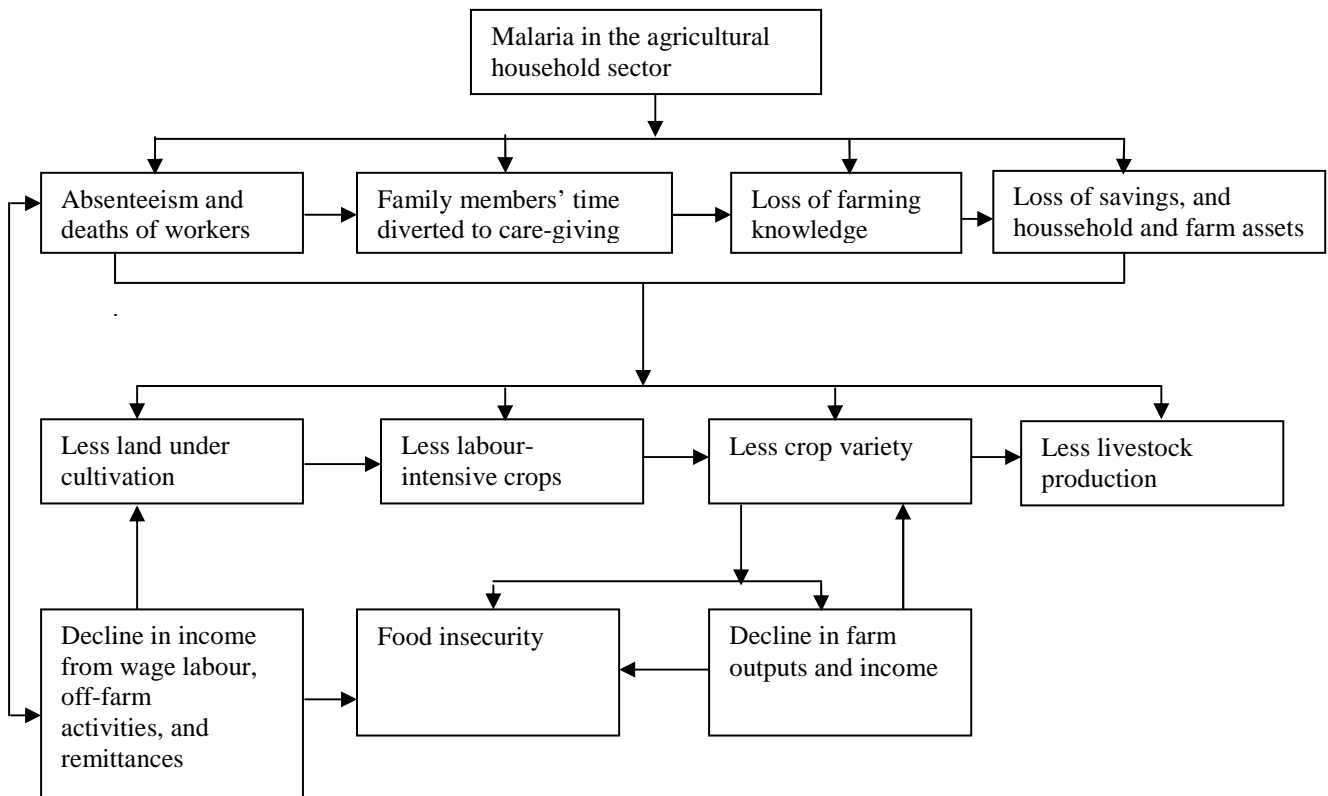 Malaria in the agricultural
household sector
Absenteeism and
deaths of workers
Family members’ time
diverted to care-giving
Loss of farming
knowledge
Loss of savings, and
houssehold and farm assets
.
Less land under
cultivation
Less labour-
intensive crops
Less crop variety
Less livestock
production
Decline in income
from wage labour,
off-farm
activities, and
remittances
Food insecurity
Decline in farm
outputs and income